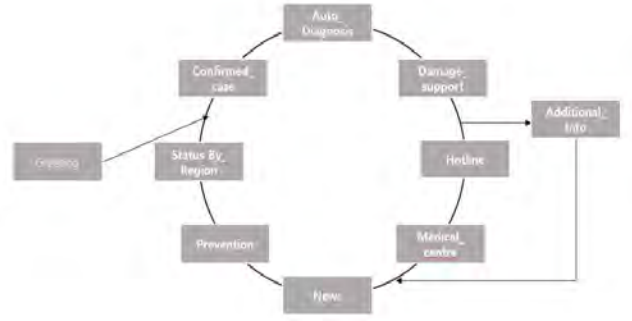 Auto_
Diagnosis
Confirmed_
case
Damage_
support
Additional_
Info
Greeting
Status By_
Region
Hotline
Prevention
Medical_
centre
News